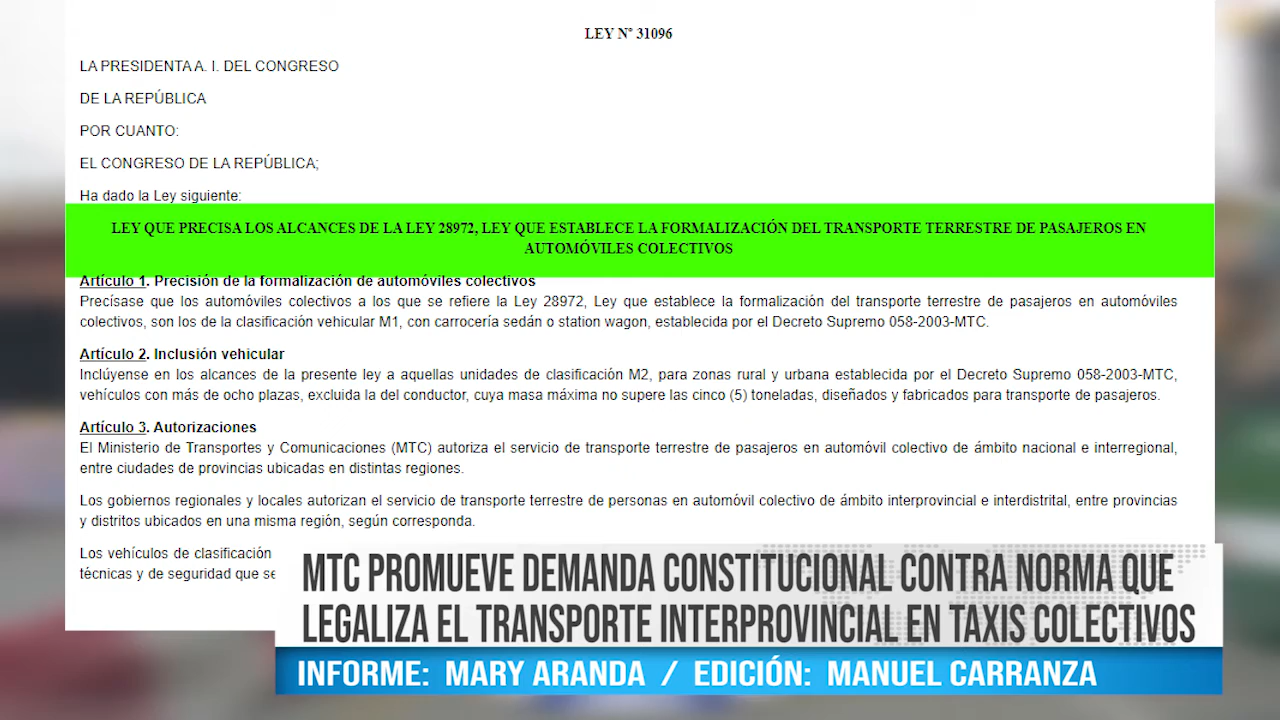 LEY Nº 31096
LA PRESIDENTA A. I. DEL CONGRESO
DE LA REPÚBLICA
POR CUANTO:
EL CONGRESO DE LA REPÚBLICA;
Ha dado la Ley siguiente:
LEY QUE PRECISA LOS ALCANCES DE LA LEY 28972, LEY QUE ESTABLECE LA FORMALIZACIÓN DEL TRANSPORTE TERRESTRE DE PASAJEROS EN
AUTOMÓVILES COLECTIVOS
Artículo 1. Precisión de la formalización de automóviles colectivos
Precísase que los automóviles colectivos a los que se refiere la Ley 28972, Ley que establece la formalización del transporte terrestre de pasajeros en automóviles
colectivos, son los de la clasificación vehicular M1, con carrocería sedán o station wagon, establecida por el Decreto Supremo 058-2003-MTC.
Artículo 2. Inclusión vehicular
Inclúyense en los alcances de la presente ley a aquellas unidades de clasificación M2, para zonas rural y urbana establecida por el Decreto Supremo 058-2003-MTC,
vehículos con más de ocho plazas, excluida la del conductor, cuya masa máxima no supere las cinco (5) toneladas, diseñados y fabricados para transporte de pasajeros.
Artículo 3. Autorizaciones
El Ministerio de Transportes y Comunicaciones (MTC) autoriza el servicio de transporte terrestre de pasajeros en automóvil colectivo de ámbito nacional e interregional,
entre ciudades de provincias ubicadas en distintas regiones.
Los gobiernos regionales y locales autorizan el servicio de transporte terrestre de personas en automóvil colectivo de ámbito interprovincial e interdistrital, entre provincias
y distritos ubicados en una misma región, según corresponda.
Los vehículos de clasificación
técnicas y de seguridad que se
MTC PROMUEVE DEMANDA CONSTITUCIONAL CONTRA NORMA QUE
LEGALIZA EL TRANSPORTE INTERPROVINCIAL EN TAXIS COLECTIVOS
INFORME: MARY ARANDA / EDICIÓN: MANUEL CARRANZA